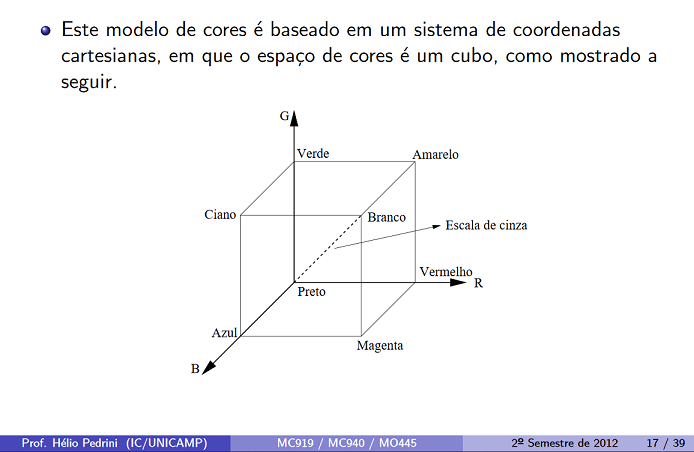 Este modelo de cores é baseado em um sistema de coordenadas
cartesianas, em que o espaço de cores é um cubo, como mostrado a
seguir.
G
Verde
Amarelo
Ciano
Branco
Escala de cinza
Vermelho
R
Preto
Azul
Magenta
B
Prof. Hélio Pedrini (IC/UNICAMP) MC919 / MC940 / MO445 2º Semestre de 2012 17 / 39